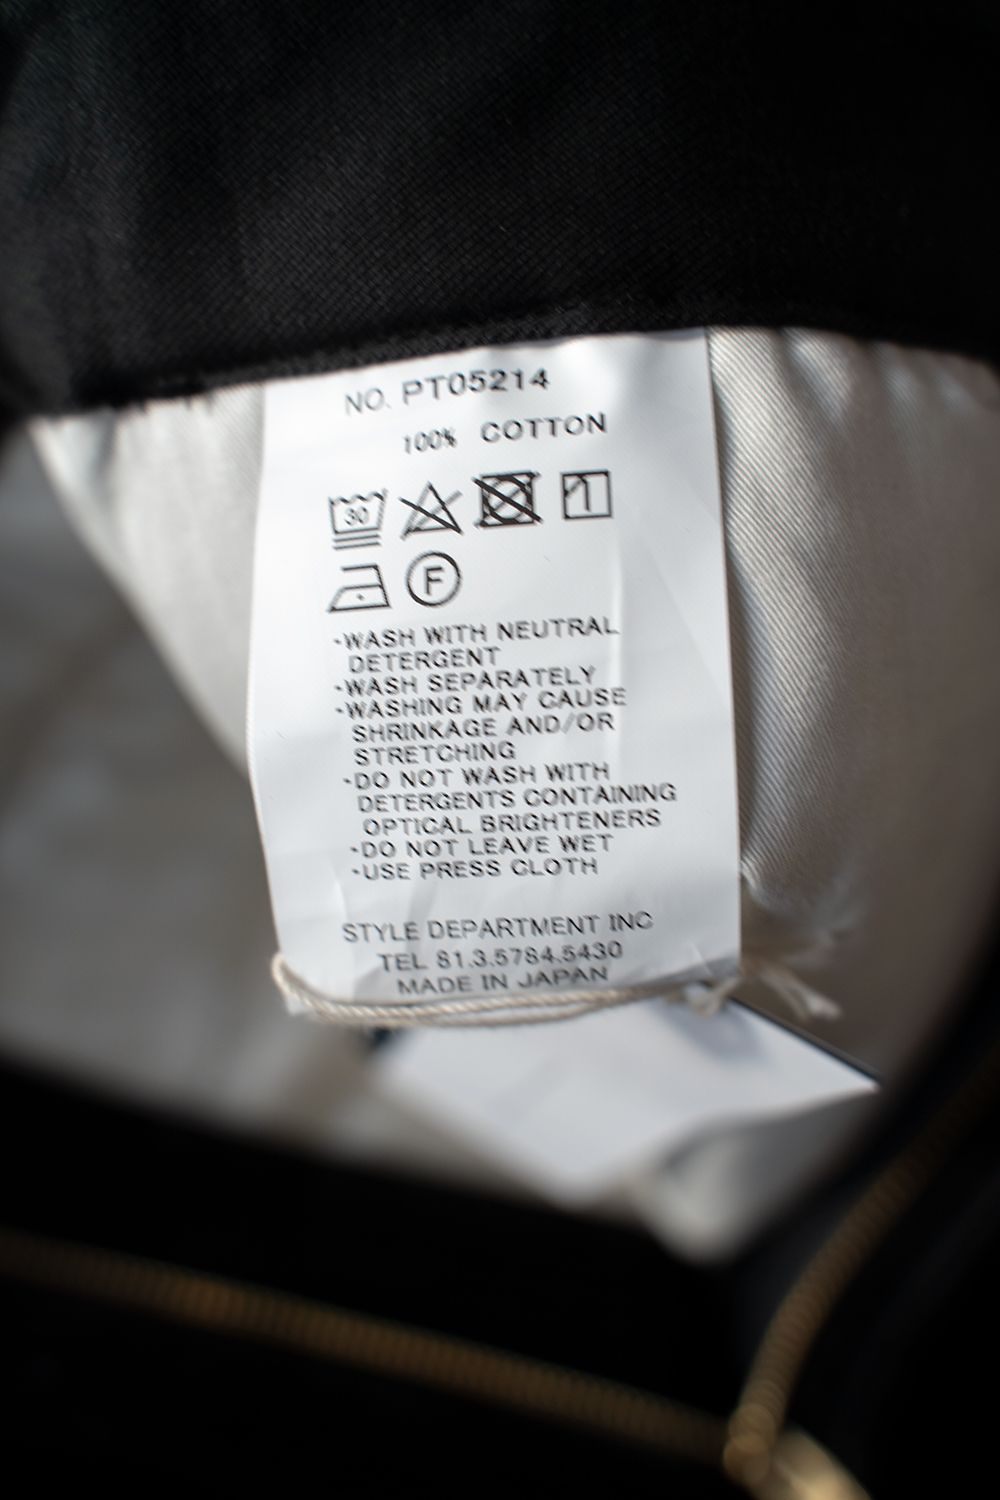 NO. PT05214
100% COTTON
30
F
-WASH WITH NEUTRAL
DETERGENT
-WASH SEPARATELY
-WASHING MAY CAUSE
SHRINKAGE AND/OR
STRETCHING
-DO NOT WASH WITH
DETERGENTS CONTAINING
OPTICAL BRIGHTENERS
-DO NOT LEAVE WET
-USE PRESS CLOTH
STYLE DEPARTMENT INC
TEL 81.3.5784.5430
MADE IN JAPAN